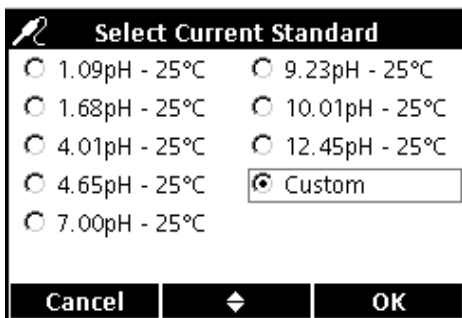 Select Current Standard
1.09pH - 25°C
1.68pH - 25°C
4.01pH - 25°C
4.65pH - 25°C
7.00pH - 25°C
9.23pH - 25°C
10.01pH - 25°C
12.45pH - 25°C
Custom
Cancel
OK